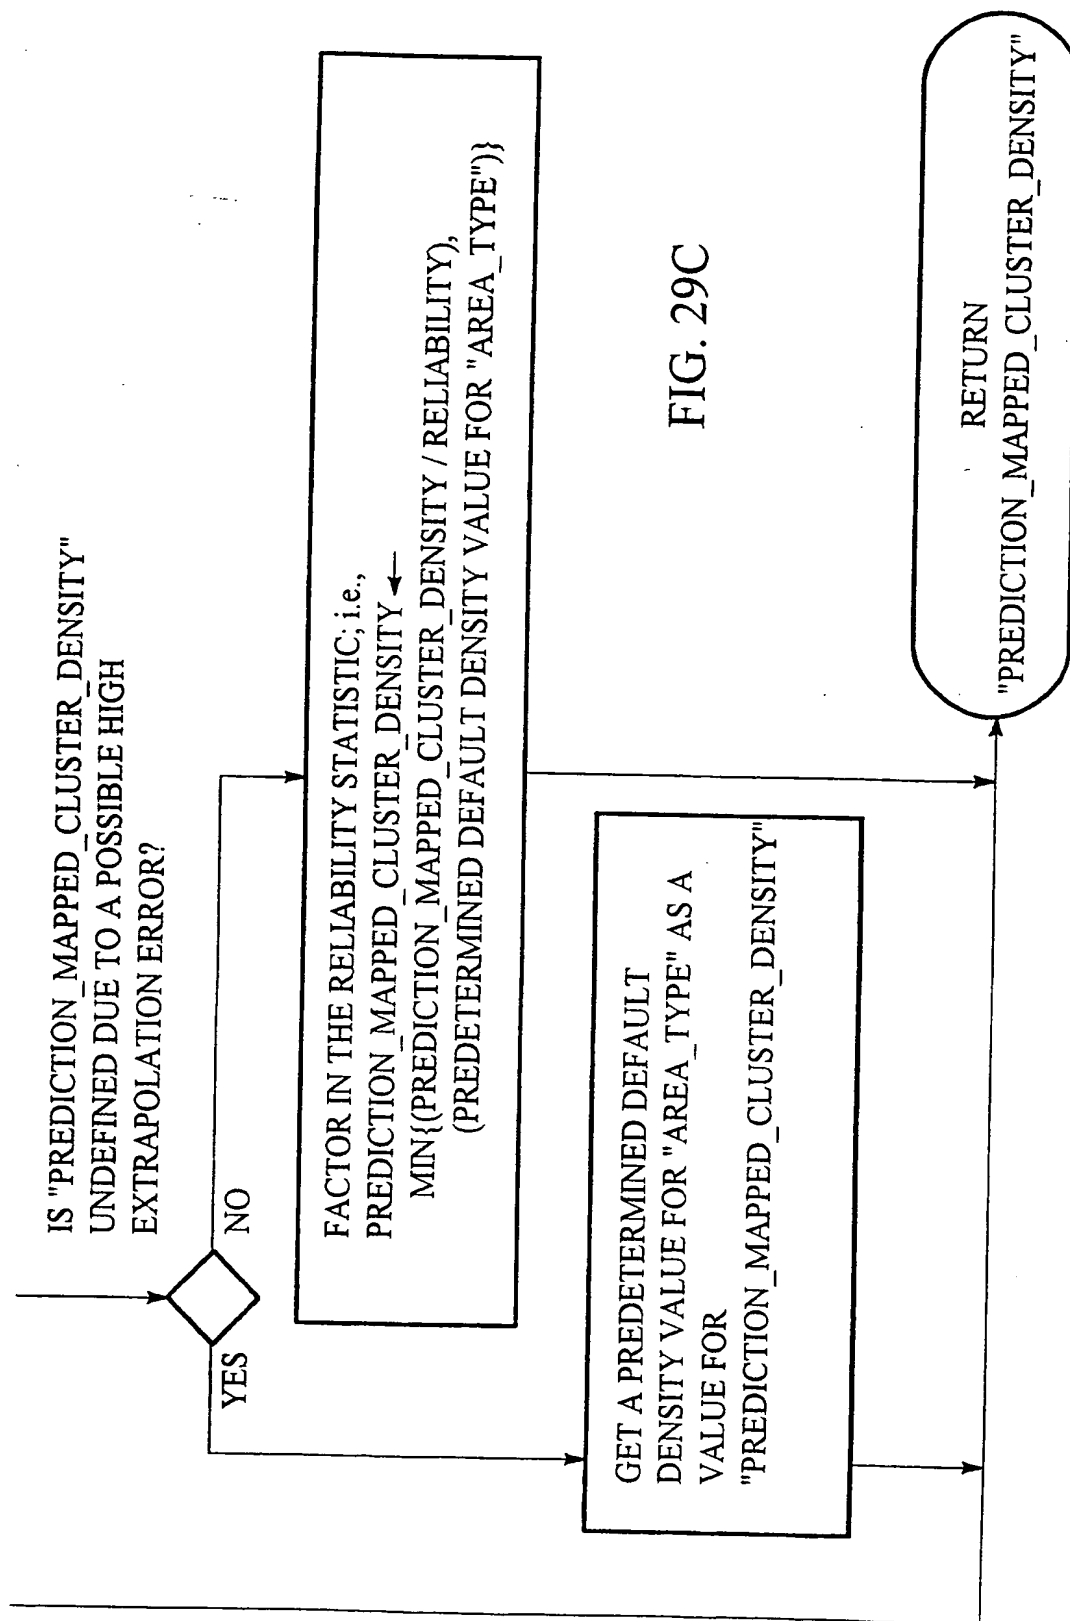 IS "PREDICTION_MAPPED_CLUSTER_DENSITY"
UNDEFINED DUE TO A POSSIBLE HIGH
EXTRAPOLATION ERROR?
YES
NO
FACTOR IN THE RELIABILITY STATISTIC; i.e.,
PREDICTION_MAPPED_CLUSTER_DENSITY ←
MIN{(PREDICTION_MAPPED_CLUSTER_DENSITY / RELIABILITY),
(PREDETERMINED DEFAULT DENSITY VALUE FOR "AREA_TYPE")}
GET A PREDETERMINED DEFAULT
DENSITY VALUE FOR "AREA_TYPE" AS A
VALUE FOR
"PREDICTION_MAPPED_CLUSTER_DENSITY"
RETURN
"PREDICTION_MAPPED_CLUSTER_DENSITY"
FIG. 29C